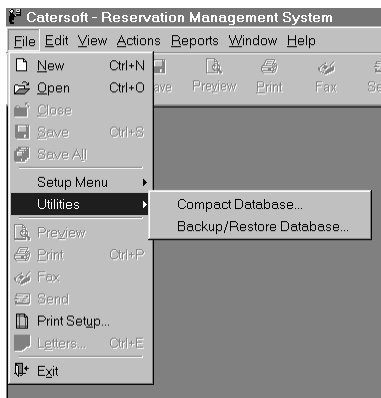 Catersoft - Reservation Management System
File Edit View Actions Reports Window Help
New Ctrl+N
Open Ctrl+O
Close
Save Ctrl+S
Save All
Setup Menu
Utilities
Preview
Print Ctrl+P
Fax
Send
Print Setup...
Letters... Ctrl+E
Exit
ave Preview Print Fax Se
Compact Database...
Backup/Restore Database...